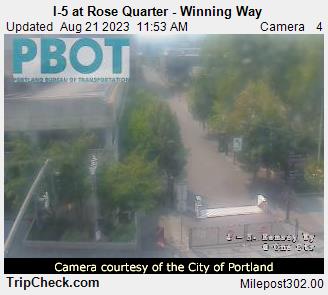 I-5 at Rose Quarter - Winning Way
Updated Aug 21 2023 11:53 AM Camera 4
PBOT
PORTLAND BUREAU OF TRANSPORTATION
Camera courtesy of the City of Portland
TripCheck.com Milepost302.00